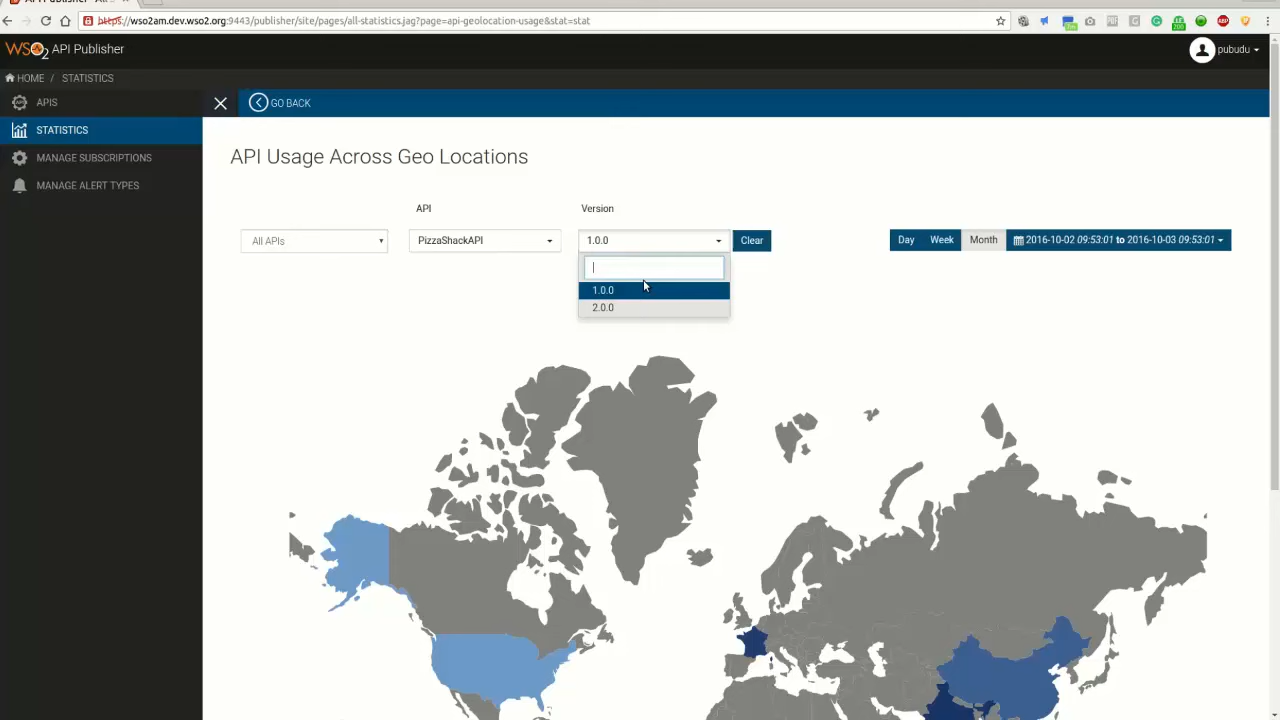 https://wso2am.dev.wso2.org:9443/publisher/site/pages/all-statistics.jag?page=api-geolocation-usage&stat=stat
WSO2 API Publisher
pubudu
HOME / STATISTICS
APIS
GO BACK
STATISTICS
MANAGE SUBSCRIPTIONS
MANAGE ALERT TYPES
API Usage Across Geo Locations
API
Version
All APIs
PizzaShackAPI
1.0.0
Clear
Day
Week
Month
2016-10-02 09:53:01 to 2016-10-03 09:53:01
1.0.0
2.0.0